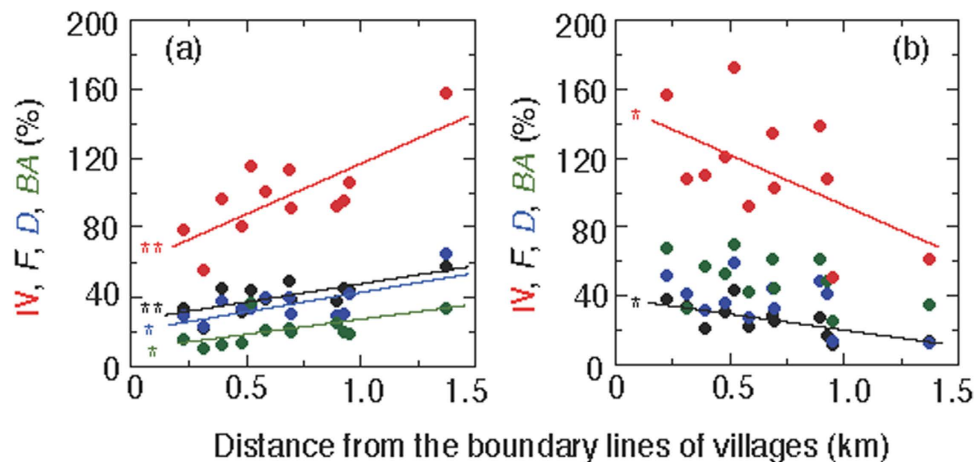 200 160 120 80 40 0
IV, F, D, BA (%)
(a)
** ** * *
0 0.5 1.0 1.5
200 160 120 80 40 0
IV, F, D, BA (%)
(b)
* *
0 0.5 1.0 1.5
Distance from the boundary lines of villages (km)